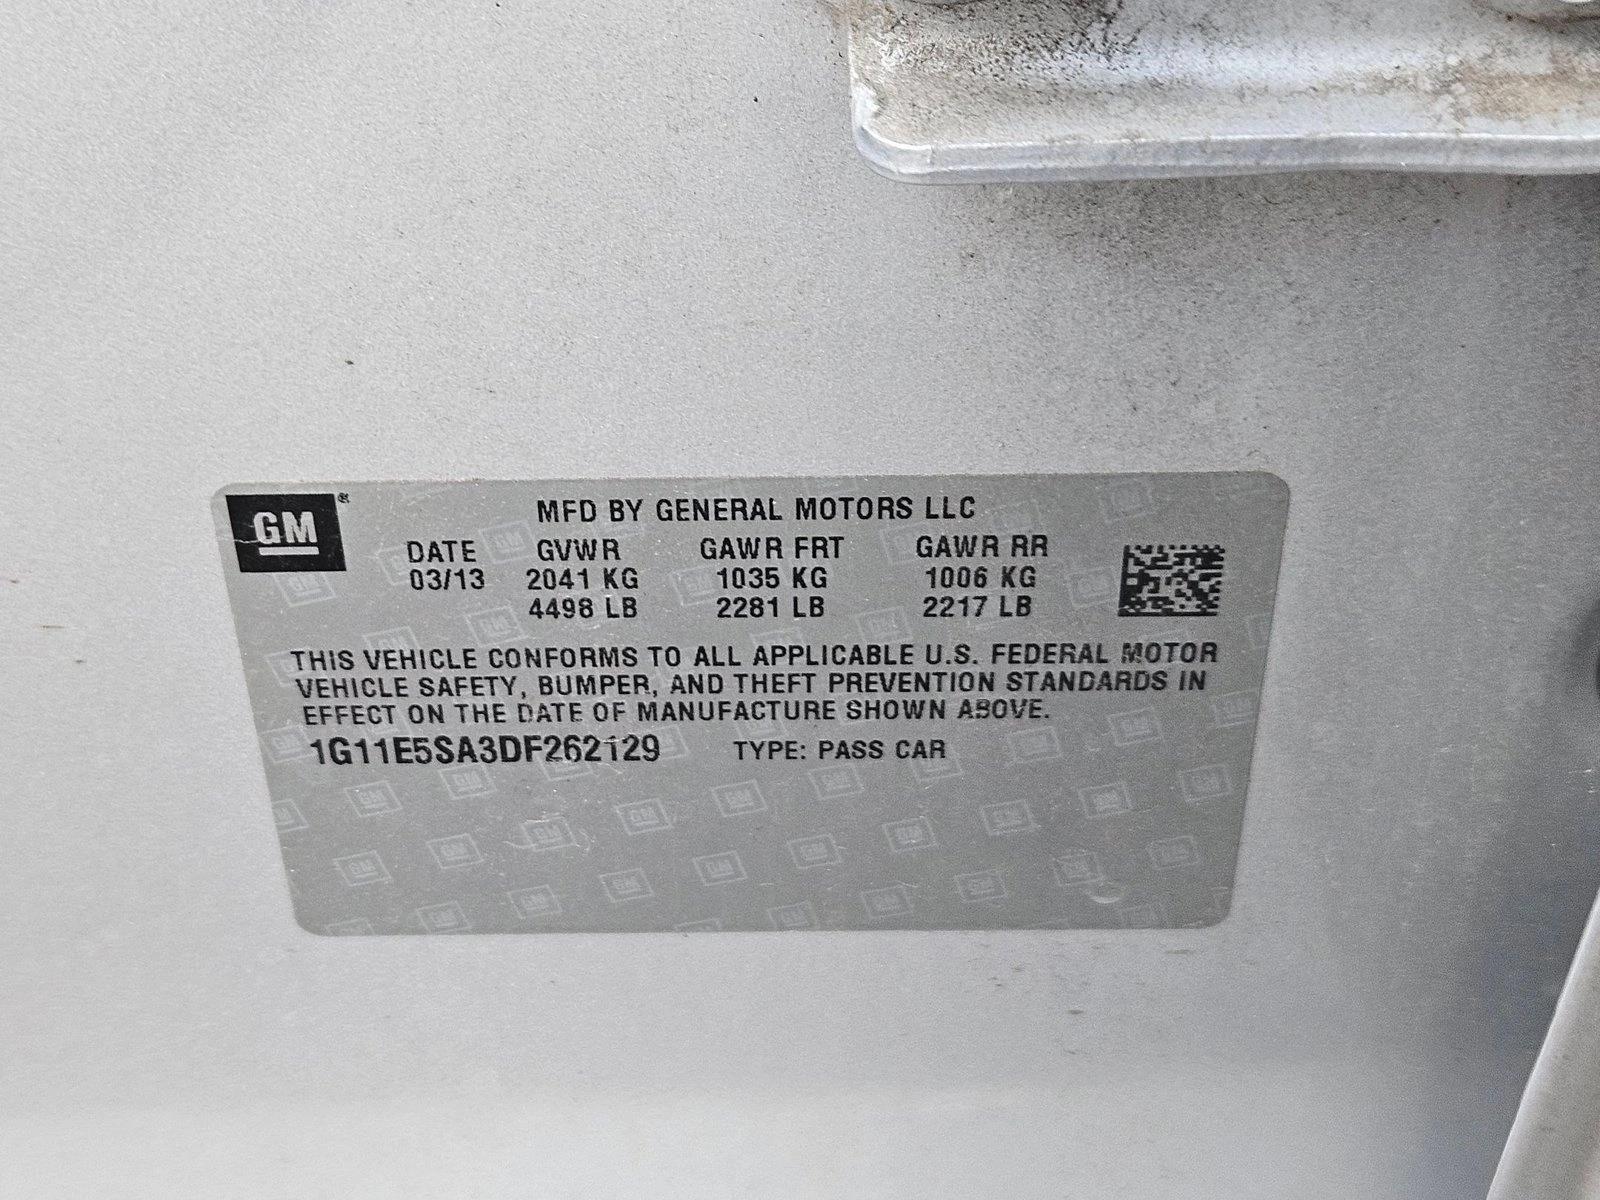 GM®
MFD BY GENERAL MOTORS LLC
DATE GVWR GAWR FRT GAWR RR
03/13 2041 KG 1035 KG 1006 KG
4498 LB 2281 LB 2217 LB
THIS VEHICLE CONFORMS TO ALL APPLICABLE U.S. FEDERAL MOTOR
VEHICLE SAFETY, BUMPER, AND THEFT PREVENTION STANDARDS IN
EFFECT ON THE DATE OF MANUFACTURE SHOWN ABOVE.
1G11E5SA3DF262129 TYPE: PASS CAR